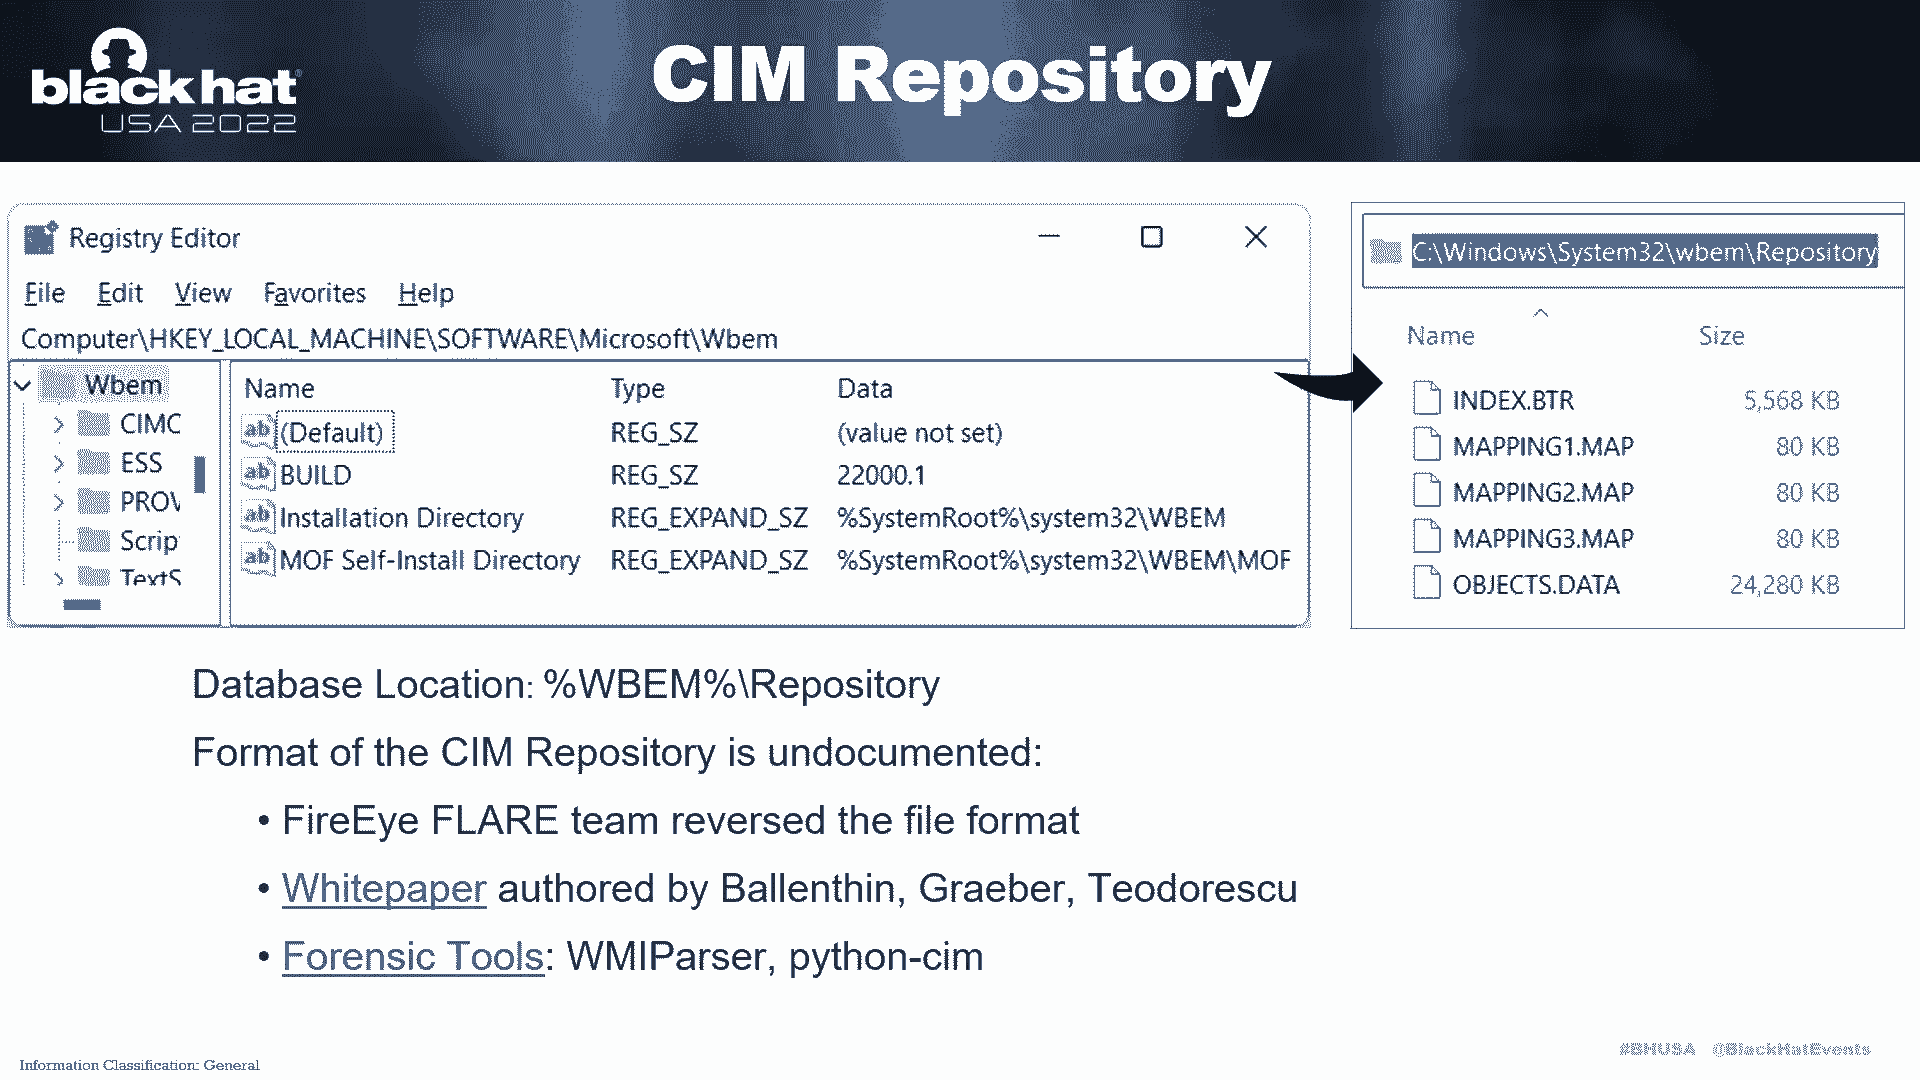 black hat
USA 2022
CIM Repository
Registry Editor
File Edit View Favorites Help
Computer\HKEY_LOCAL_MACHINE\SOFTWARE\Microsoft\Wbem
Wbem
CIMC
ESS
PROV
Scrip
TextS
Name Type Data
(Default) REG_SZ (value not set)
BUILD REG_SZ 22000.1
Installation Directory REG_EXPAND_SZ %SystemRoot%\system32\WBEM
MOF Self-Install Directory REG_EXPAND_SZ %SystemRoot%\system32\WBEM\MOF
C:\Windows\System32\wbem\Repository
Name Size
INDEX.BTR 5,568 KB
MAPPING1.MAP 80 KB
MAPPING2.MAP 80 KB
MAPPING3.MAP 80 KB
OBJECTS.DATA 24,280 KB
Database Location: %WBEM%\Repository
Format of the CIM Repository is undocumented:
• FireEye FLARE team reversed the file format
• Whitepaper authored by Ballenthin, Graeber, Teodorescu
• Forensic Tools: WMIParser, python-cim
Information Classification: General
#BHUSA @BlackHatEvents